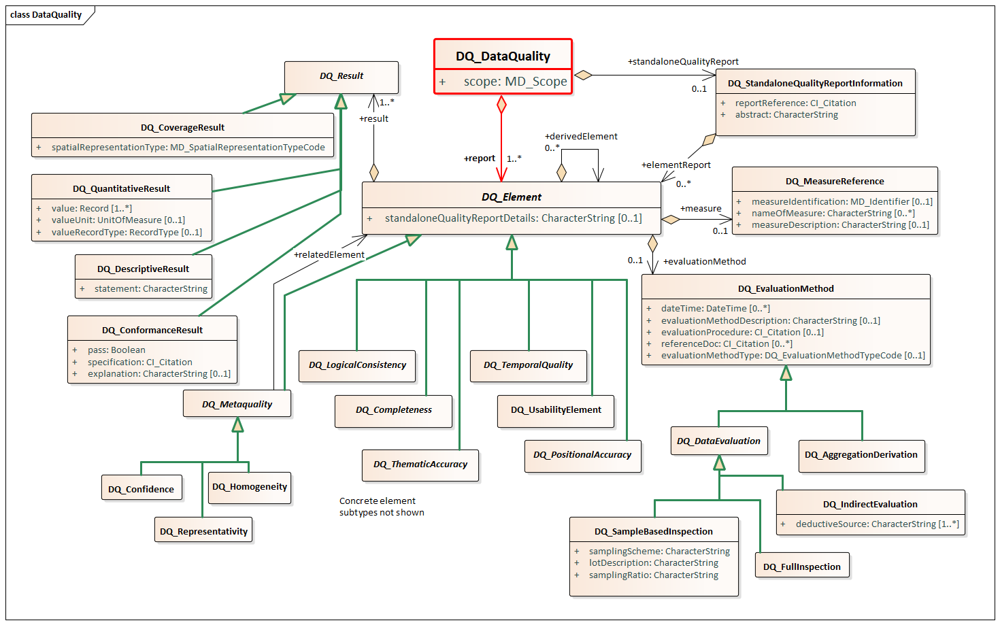 class DataQuality
DQ_DataQuality
+ scope: MD_Scope
+standaloneQualityReport
0..1
DQ_StandaloneQualityReportInformation
+ reportReference: CI_Citation
+ abstract: CharacterString
DQ_Result
1..*
+result
DQ_CoverageResult
+ spatialRepresentationType: MD_SpatialRepresentationTypeCode
+derivedElement
0..*
+report
1..*
+elementReport
0..*
DQ_QuantitativeResult
+ value: Record [1..*]
+ valueUnit: UnitOfMeasure [0..1]
+ valueRecordType: RecordType [0..1]
DQ_Element
+ standaloneQualityReportDetails: CharacterString [0..1]
+measure
0..1
DQ_MeasureReference
+ measureIdentification: MD_Identifier [0..1]
+ nameOfMeasure: CharacterString [0..*]
+ measureDescription: CharacterString [0..1]
+relatedElement
0..1
+evaluationMethod
DQ_DescriptiveResult
+ statement: CharacterString
DQ_EvaluationMethod
+ dateTime: DateTime [0..*]
+ evaluationMethodDescription: CharacterString [0..1]
+ evaluationProcedure: CI_Citation [0..1]
+ referenceDoc: CI_Citation [0..*]
+ evaluationMethodType: DQ_EvaluationMethodTypeCode [0..1]
DQ_ConformanceResult
+ pass: Boolean
+ specification: CI_Citation
+ explanation: CharacterString [0..1]
DQ_LogicalConsistency
DQ_TemporalQuality
DQ_Metaquality
DQ_Completeness
DQ_UsabilityElement
DQ_ThematicAccuracy
DQ_PositionalAccuracy
DQ_DataEvaluation
DQ_AggregationDerivation
DQ_Confidence
DQ_Homogeneity
DQ_Representativity
Concrete element
subtypes not shown
DQ_IndirectEvaluation
+ deductiveSource: CharacterString [1..*]
DQ_SampleBasedInspection
+ samplingScheme: CharacterString
+ lotDescription: CharacterString
+ samplingRatio: CharacterString
DQ_FullInspection